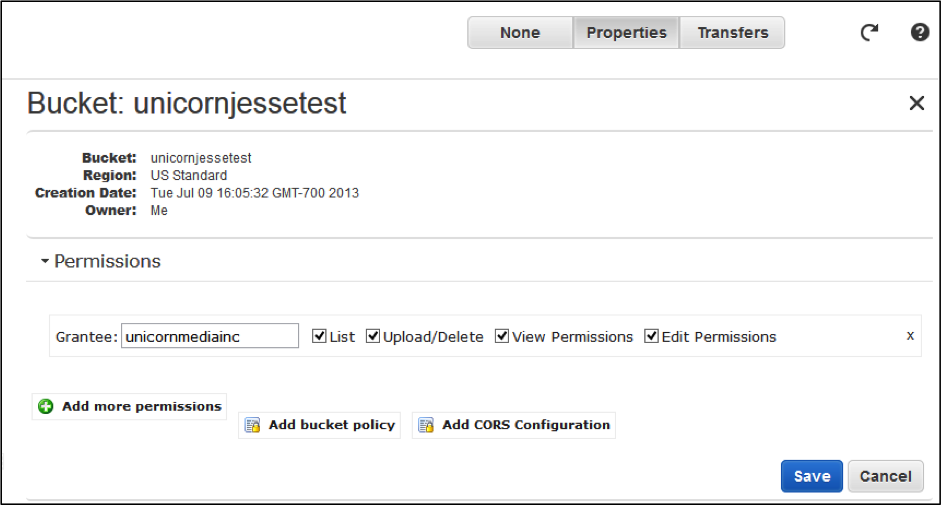 None Properties Transfers
Bucket: unicornjessetest
Bucket: unicornjessetest
Region: US Standard
Creation Date: Tue Jul 09 16:05:32 GMT-700 2013
Owner: Me
Permissions
Grantee: unicornmediainc List Upload/Delete View Permissions Edit Permissions x
Add more permissions
Add bucket policy Add CORS Configuration
Save Cancel